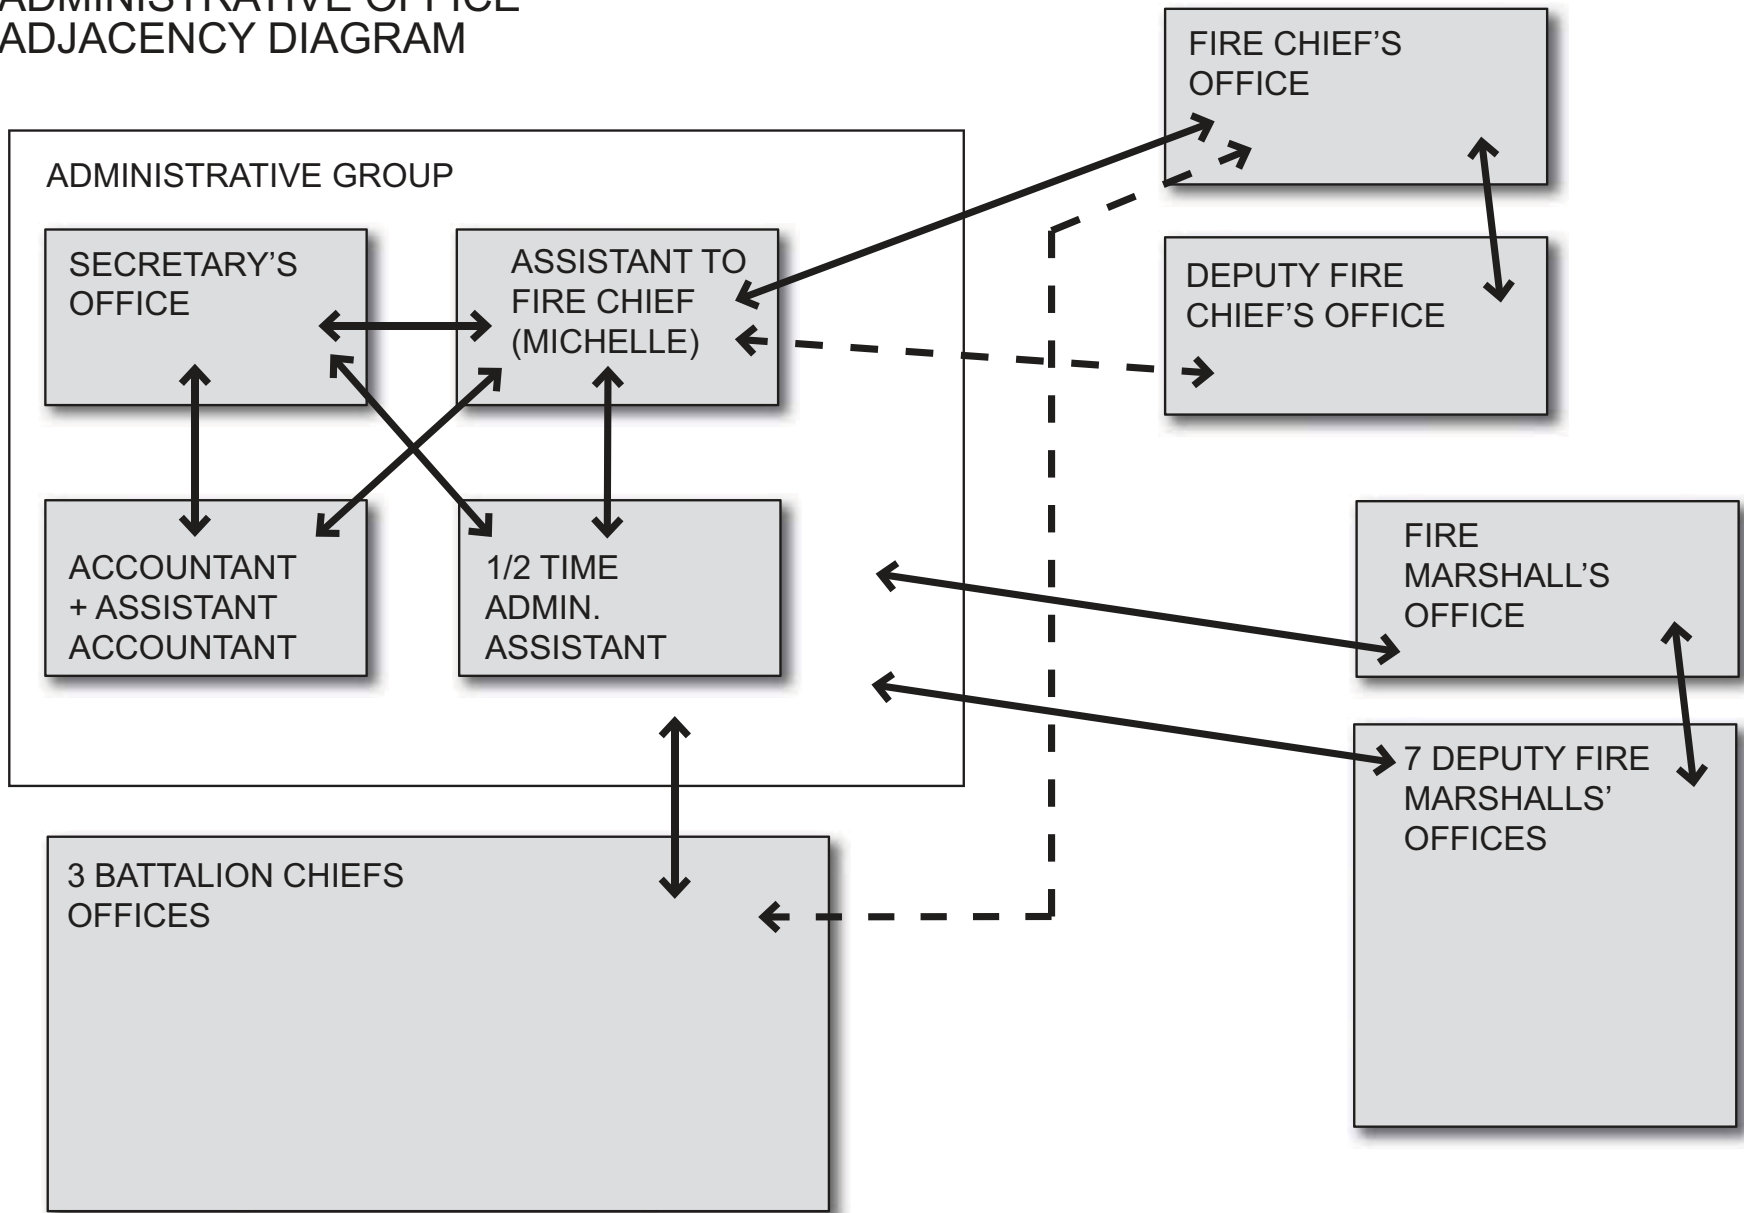 ADMINISTRATIVE OFFICE
ADJACENCY DIAGRAM
FIRE CHIEF'S
OFFICE
ADMINISTRATIVE GROUP
SECRETARY'S
OFFICE
ASSISTANT TO
FIRE CHIEF
(MICHELLE)
DEPUTY FIRE
CHIEF'S OFFICE
ACCOUNTANT
+ ASSISTANT
ACCOUNTANT
1/2 TIME
ADMIN.
ASSISTANT
FIRE
MARSHALL'S
OFFICE
7 DEPUTY FIRE
MARSHALLS'
OFFICES
3 BATTALION CHIEFS
OFFICES